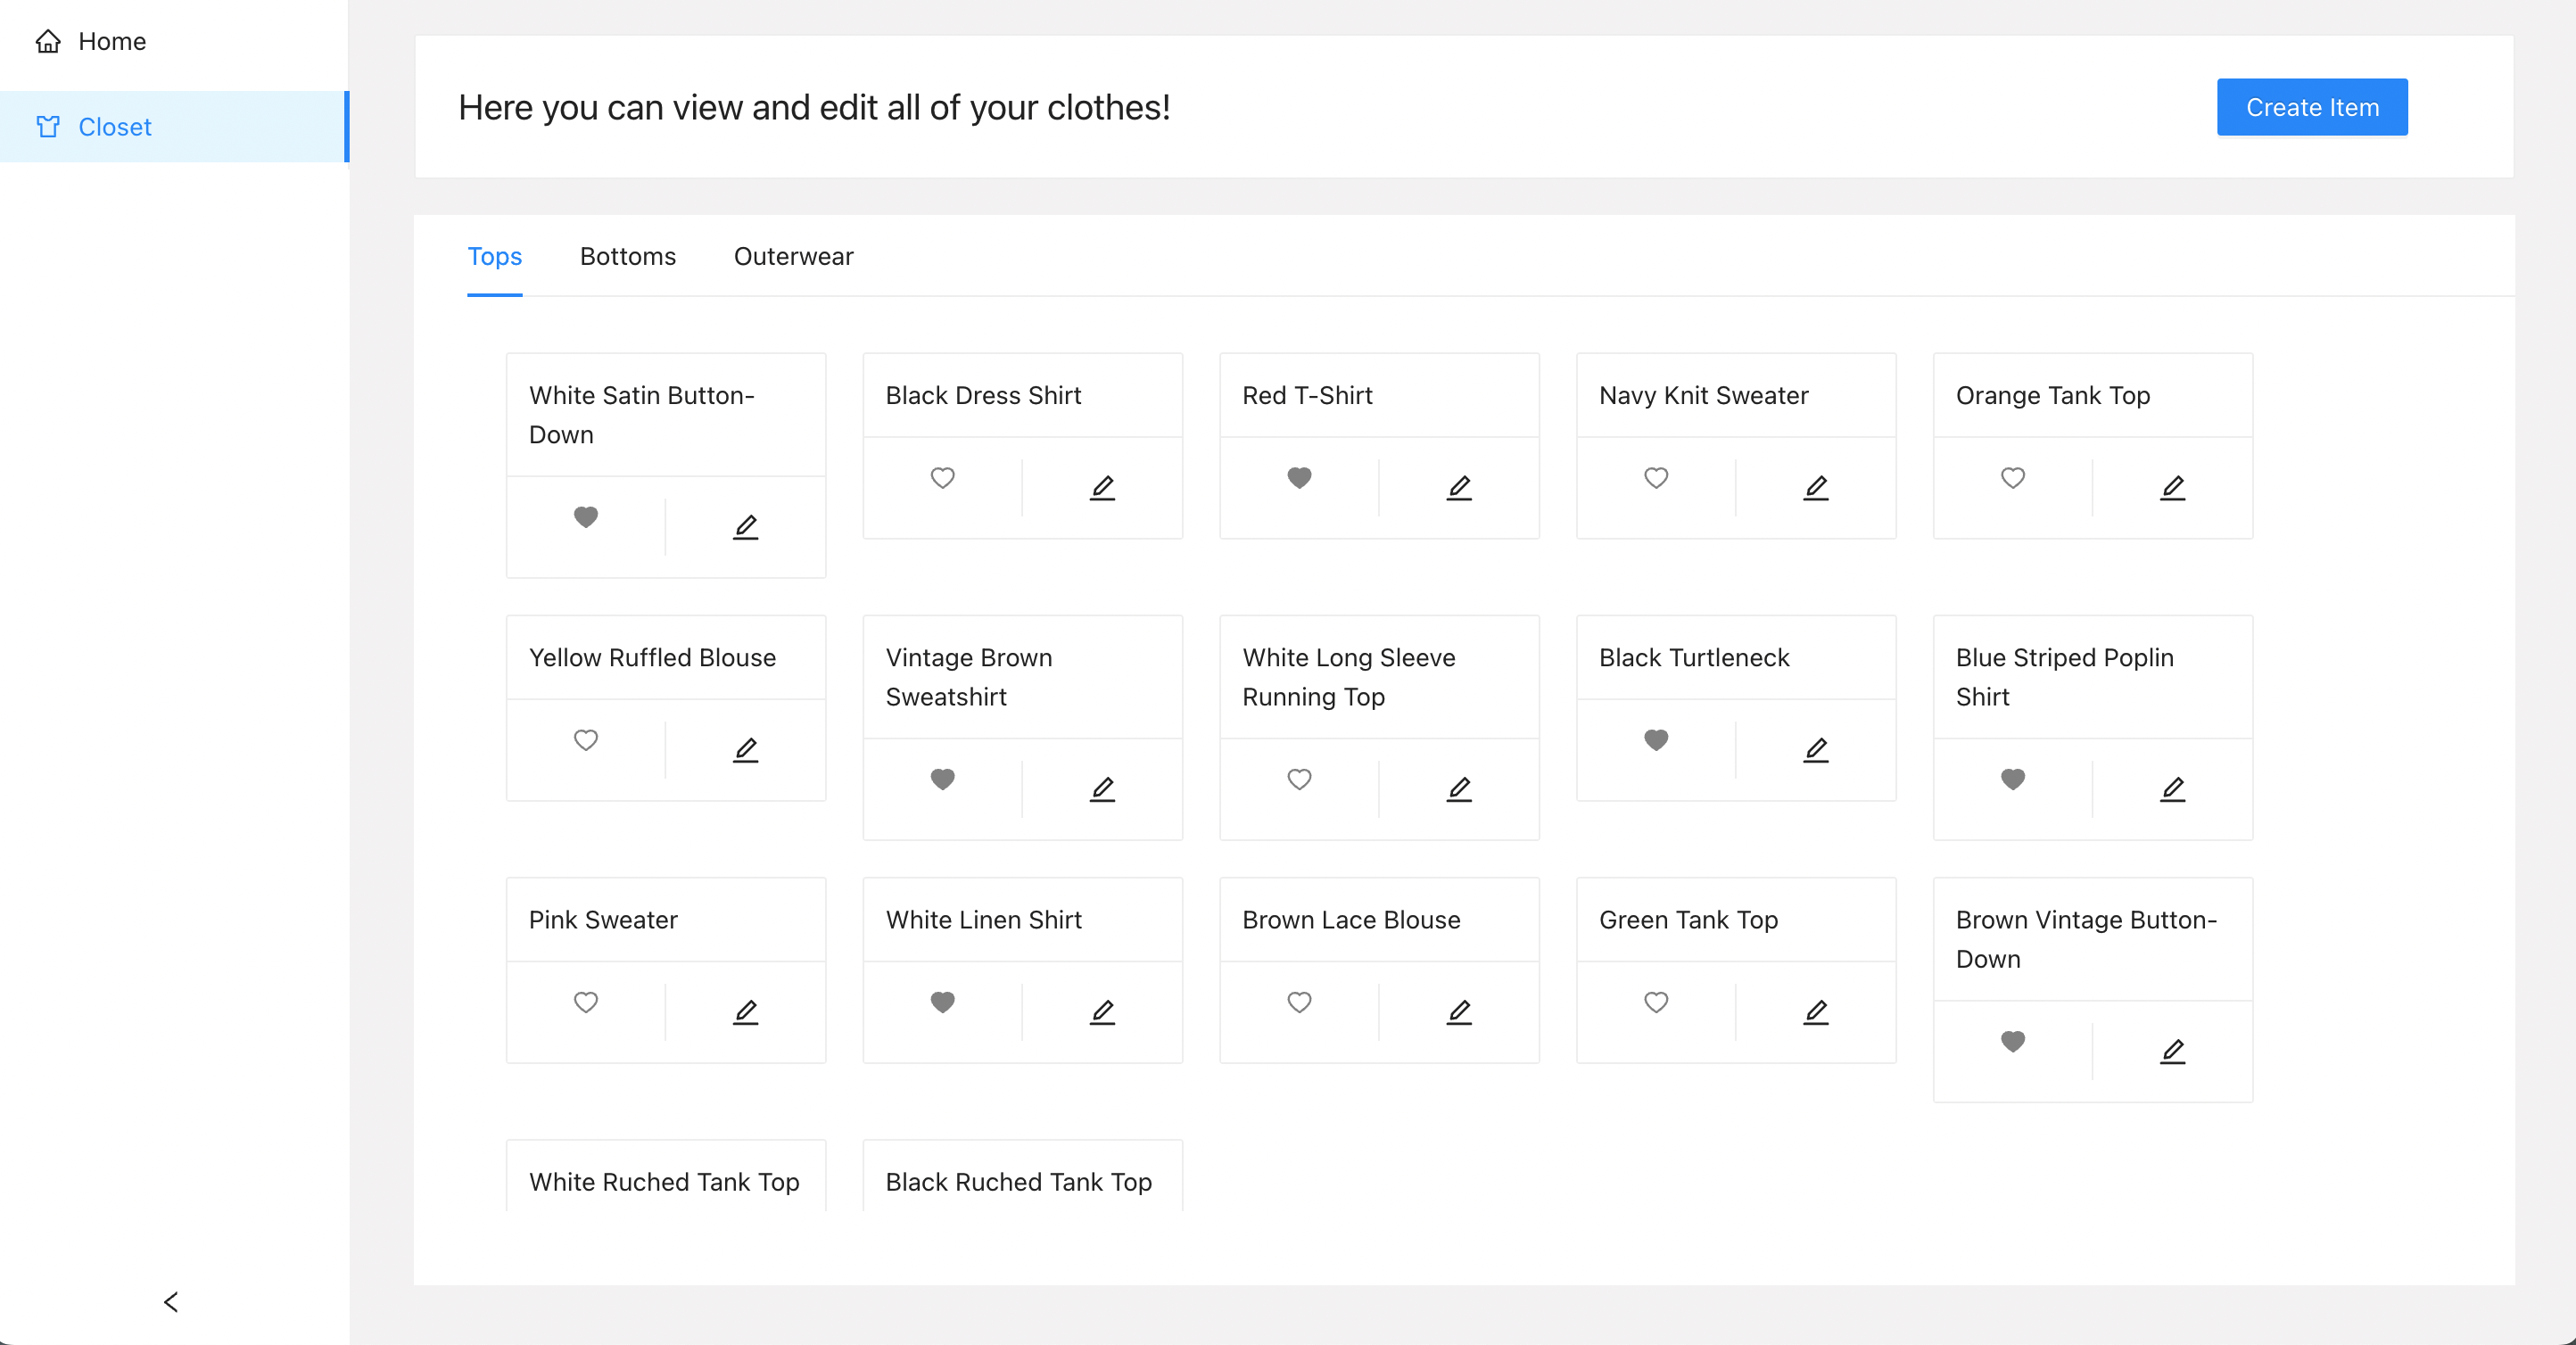 Home
Closet
Here you can view and edit all of your clothes!
Create Item
Tops
Bottoms
Outerwear
White Satin Button-
Down
Black Dress Shirt
Red T-Shirt
Navy Knit Sweater
Orange Tank Top
Yellow Ruffled Blouse
Vintage Brown
Sweatshirt
White Long Sleeve
Running Top
Black Turtleneck
Blue Striped Poplin
Shirt
Pink Sweater
White Linen Shirt
Brown Lace Blouse
Green Tank Top
Brown Vintage Button-
Down
White Ruched Tank Top
Black Ruched Tank Top